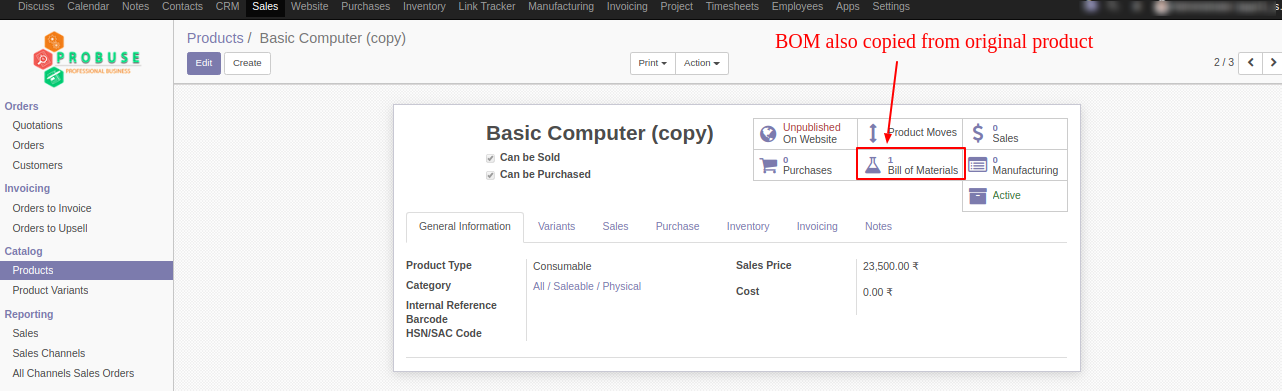 Discuss Calendar Notes Contacts CRM Sales Website Purchases Inventory Link Tracker Manufacturing Invoicing Project Timesheets Employees Apps Settings
PROBUSE
PROFESSIONAL BUSINESS
Orders
Quotations
Orders
Customers
Invoicing
Orders to Invoice
Orders to Upsell
Catalog
Products
Product Variants
Reporting
Sales
Sales Channels
All Channels Sales Orders
Products / Basic Computer (copy)
BOM also copied from original product
Edit Create
Print Action
2 / 3
Basic Computer (copy)
Can be Sold
Can be Purchased
Unpublished
On Website
Product Moves
0
Sales
0
Purchases
1
Bill of Materials
0
Manufacturing
Active
General Information Variants Sales Purchase Inventory Invoicing Notes
Product Type Consumable
Category All / Saleable / Physical
Internal Reference
Barcode
HSN/SAC Code
Sales Price 23,500.00 ₹
Cost 0.00 ₹